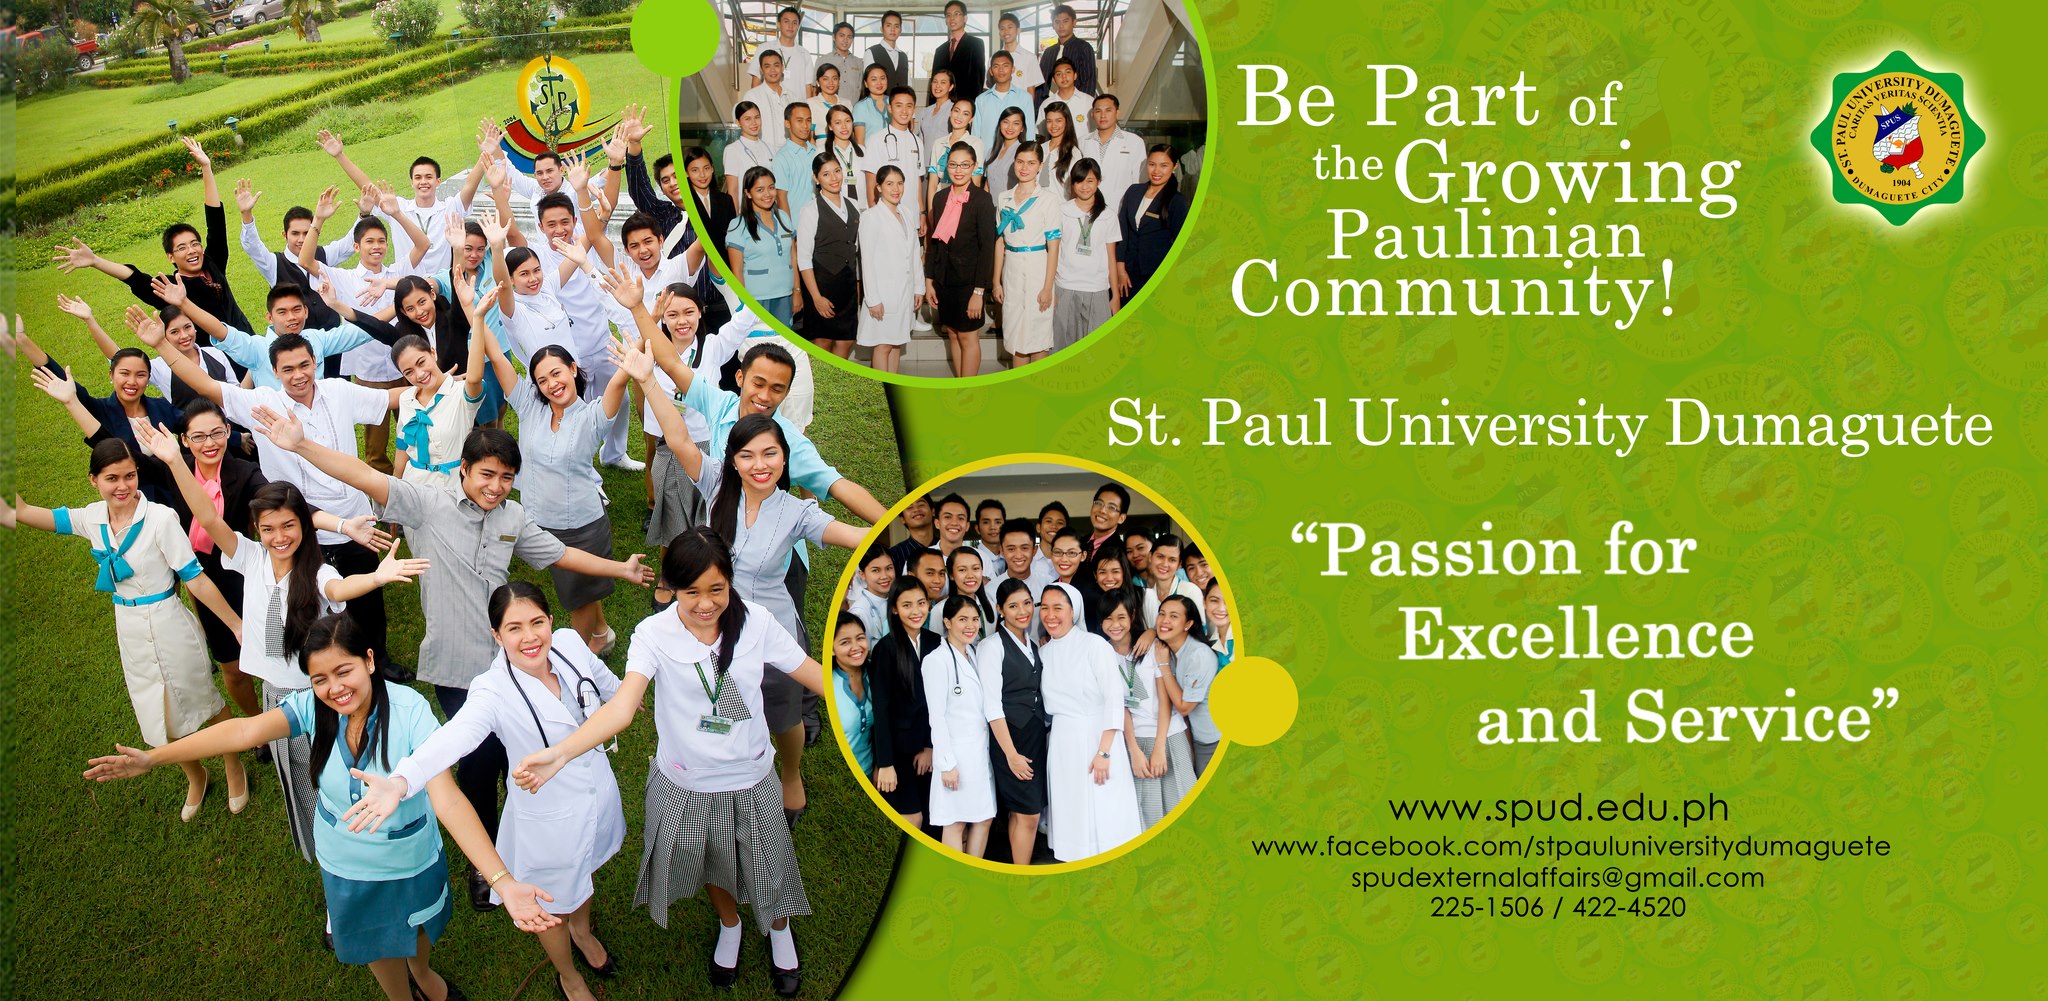 Be Part of
the Growing
Paulinian
Community!
ST. PAUL UNIVERSITY DUMAGUETE
CARITAS VERITAS SCIENTIA
SPUS
1904
DUMAGUETE CITY
St. Paul University Dumaguete
“Passion for
Excellence
and Service”
www.spud.edu.ph
www.facebook.com/stpauluniversitydumaguete
spudexternalaffairs@gmail.com
225-1506 / 422-4520
STP
2004